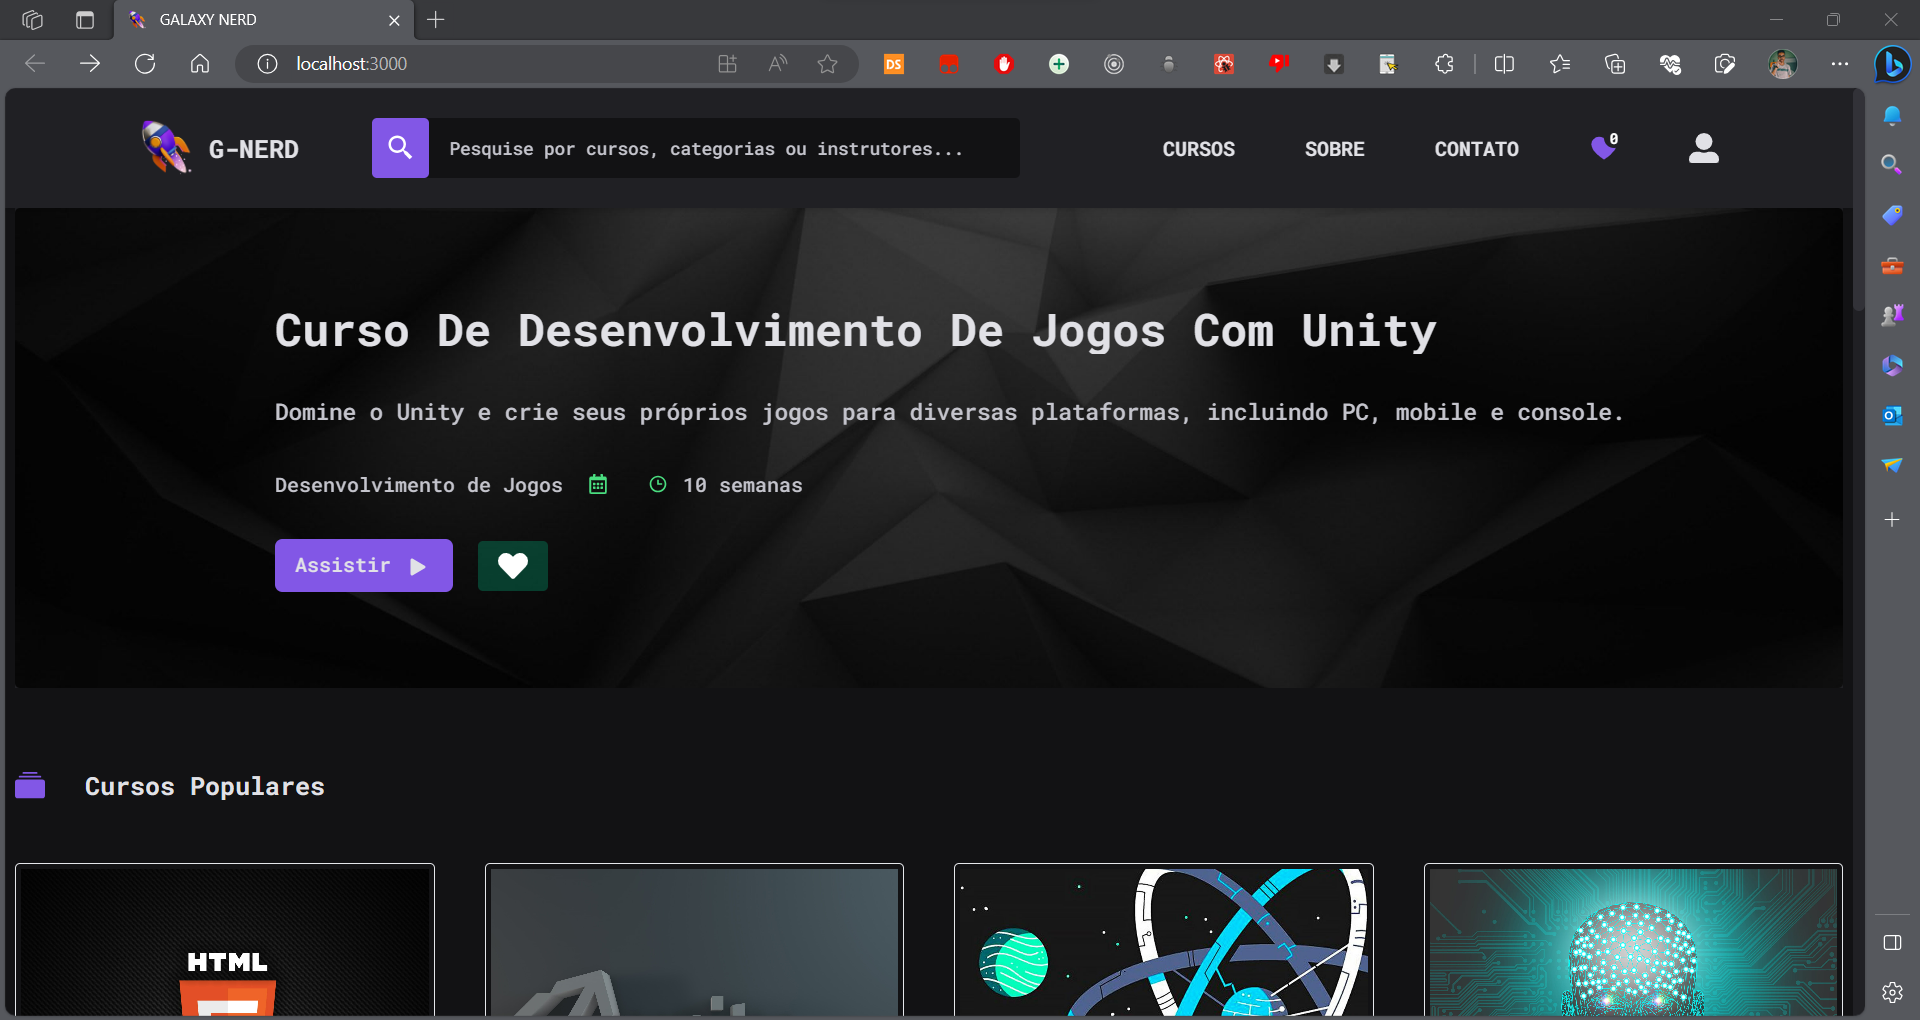 GALAXY NERD
localhost:3000
DS
G-NERD
Pesquise por cursos, categorias ou instrutores...
CURSOS
SOBRE
CONTATO
0
Curso De Desenvolvimento De Jogos Com Unity
Domine o Unity e crie seus próprios jogos para diversas plataformas, incluindo PC, mobile e console.
Desenvolvimento de Jogos
10 semanas
Assistir
Cursos Populares
HTML